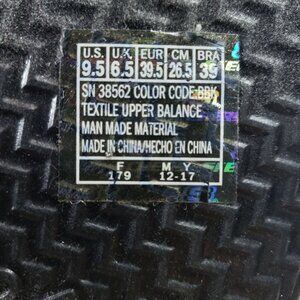 U.S. U.K EUR CM BRA
9.5 6.5 39.5 26.5 39
SN 38562 COLOR CODE:BBK
TEXTILE UPPER BALANCE
MAN MADE MATERIAL
MADE IN CHINA/HECHO EN CHINA
F M Y
179 12-17